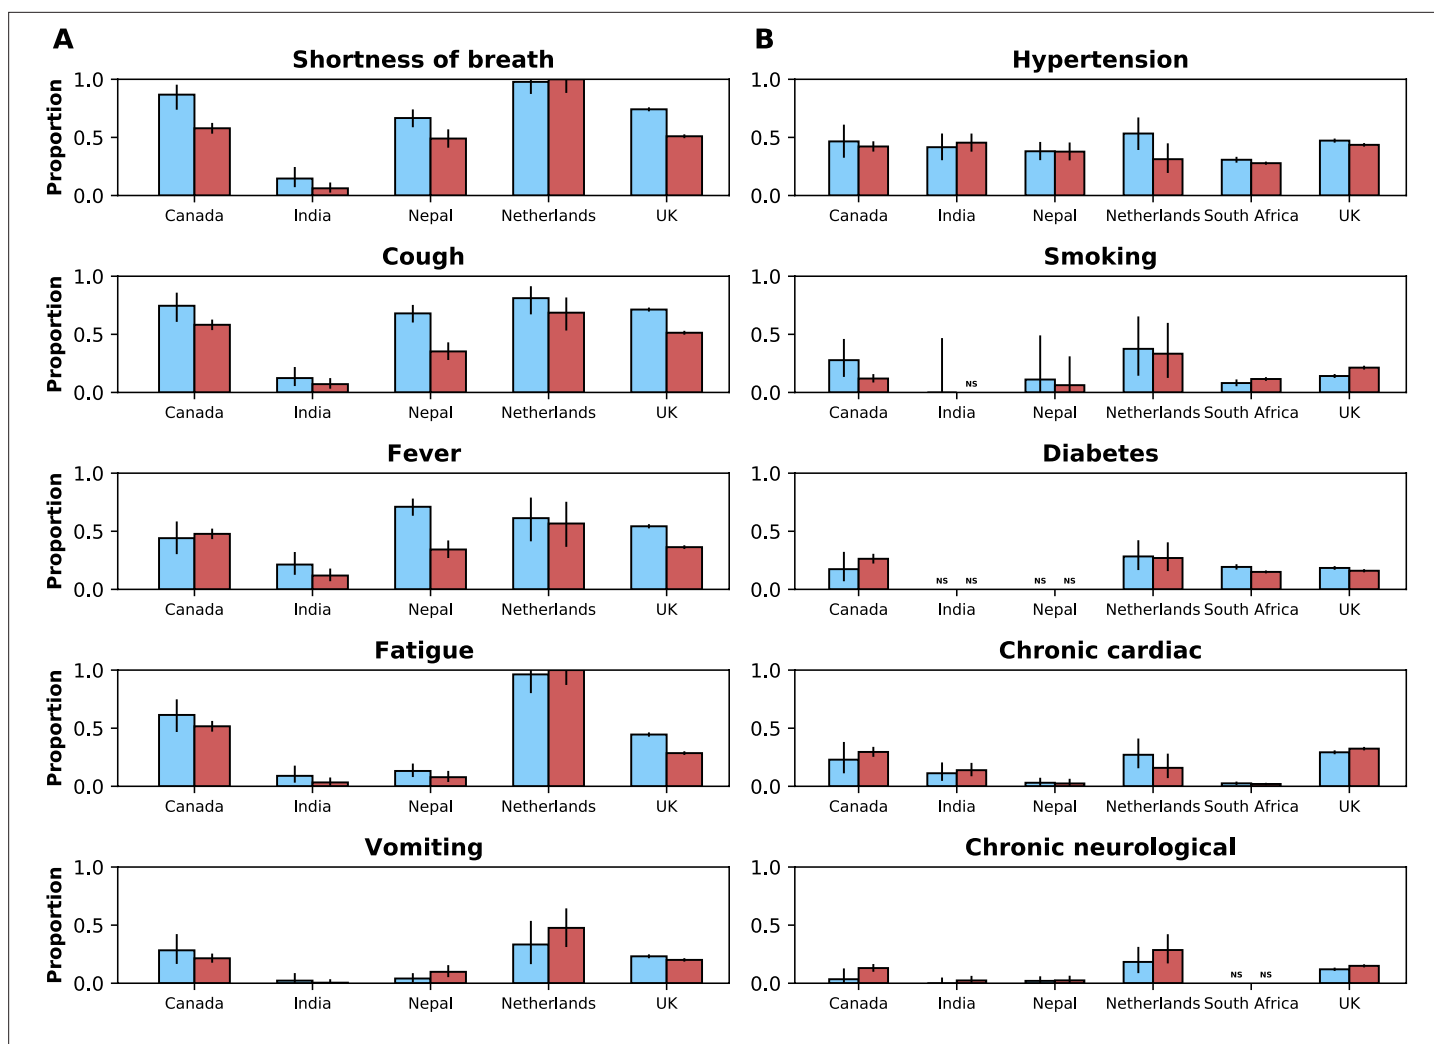 A
Shortness of breath
Proportion
1.0
0.5
0.0
Canada India Nepal Netherlands UK
Cough
Proportion
1.0
0.5
0.0
Canada India Nepal Netherlands UK
Fever
Proportion
1.0
0.5
0.0
Canada India Nepal Netherlands UK
Fatigue
Proportion
1.0
0.5
0.0
Canada India Nepal Netherlands UK
Vomiting
Proportion
1.0
0.5
0.0
Canada India Nepal Netherlands UK
B
Hypertension
1.0
0.5
0.0
Canada India Nepal Netherlands South Africa UK
Smoking
1.0
0.5
0.0
NS
Canada India Nepal Netherlands South Africa UK
Diabetes
1.0
0.5
0.0
NS NS NS NS
Canada India Nepal Netherlands South Africa UK
Chronic cardiac
1.0
0.5
0.0
Canada India Nepal Netherlands South Africa UK
Chronic neurological
1.0
0.5
0.0
NS NS
Canada India Nepal Netherlands South Africa UK